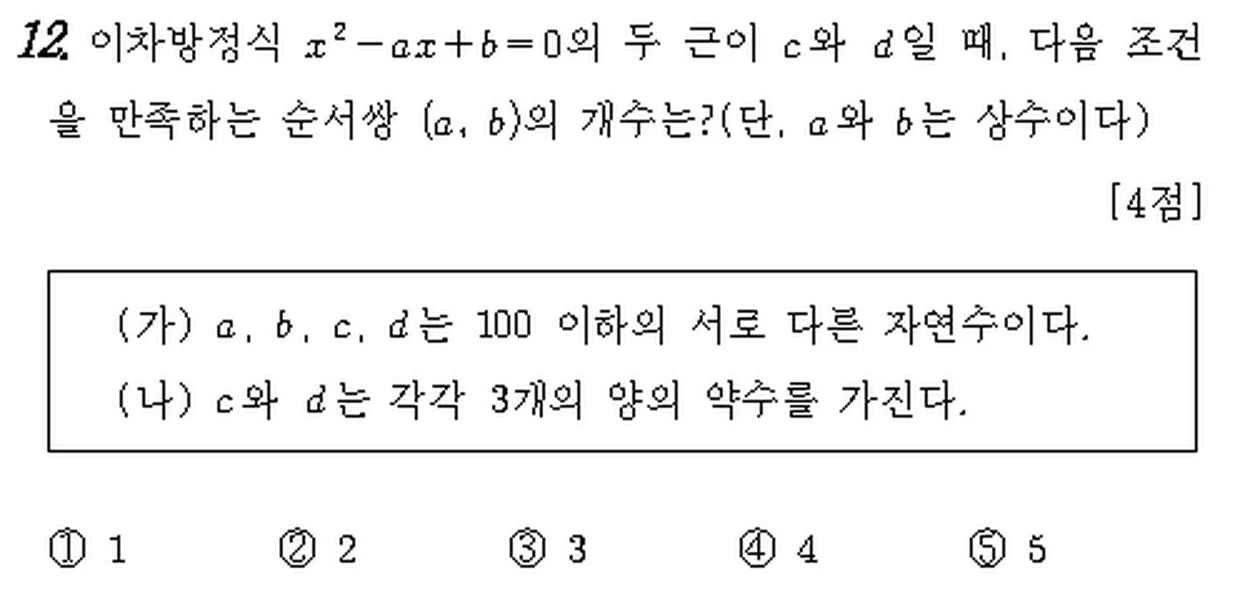 12. 이차방정식 x²-ax+b=0의 두 근이 c와 d일 때, 다음 조건
을 만족하는 순서쌍 (a, b)의 개수는?(단, a와 b는 상수이다)
[4점]
(가) a, b, c, d는 100 이하의 서로 다른 자연수이다.
(나) c와 d는 각각 3개의 양의 약수를 가진다.
① 1 ② 2 ③ 3 ④ 4 ⑤ 5